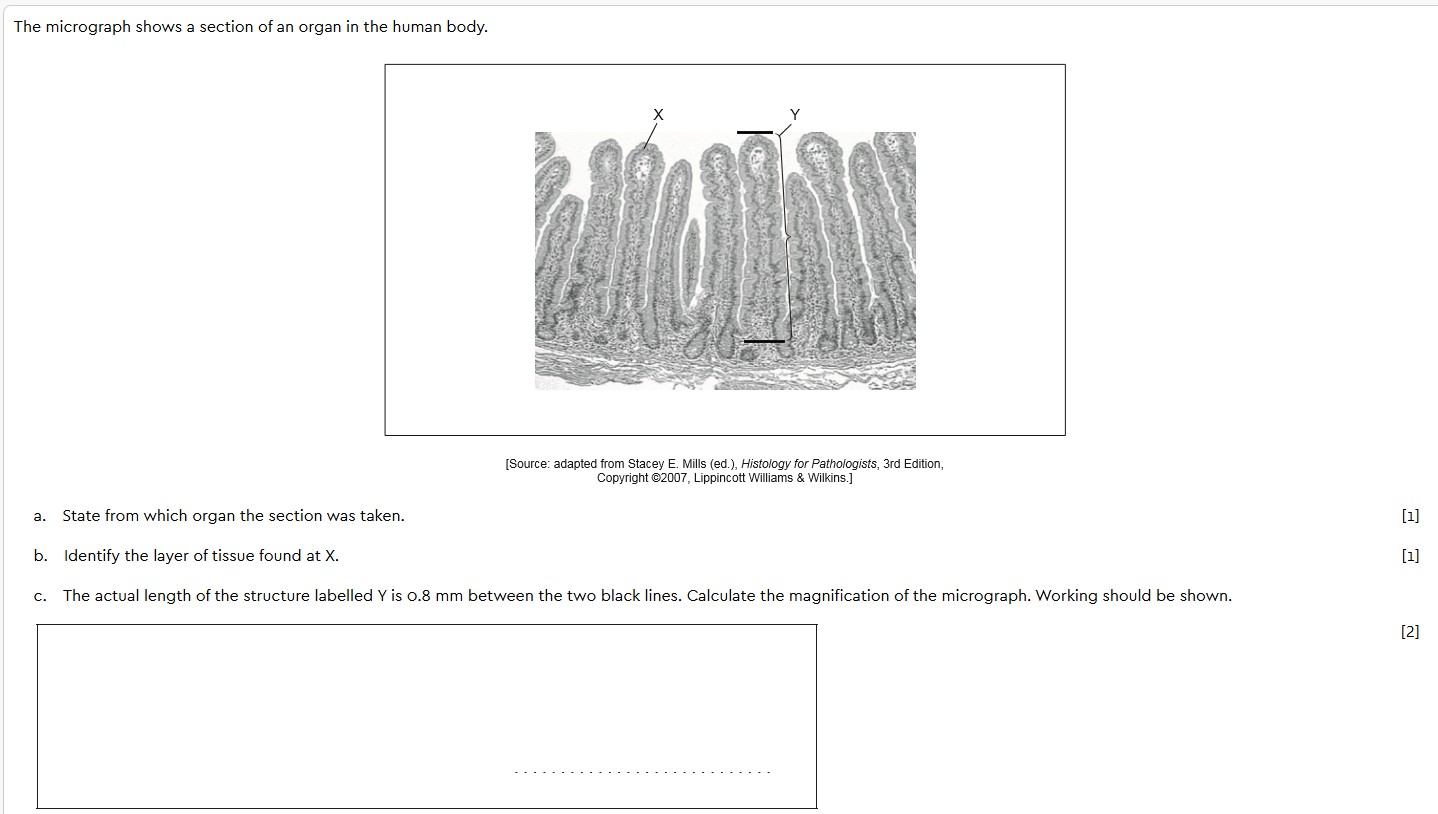 The micrograph shows a section of an organ in the human body.
X
Y
[Source: adapted from Stacey E. Mills (ed.), Histology for Pathologists, 3rd Edition,
Copyright ©2007, Lippincott Williams & Wilkins.]
a. State from which organ the section was taken. [1]
b. Identify the layer of tissue found at X. [1]
c. The actual length of the structure labelled Y is 0.8 mm between the two black lines. Calculate the magnification of the micrograph. Working should be shown.
[2]